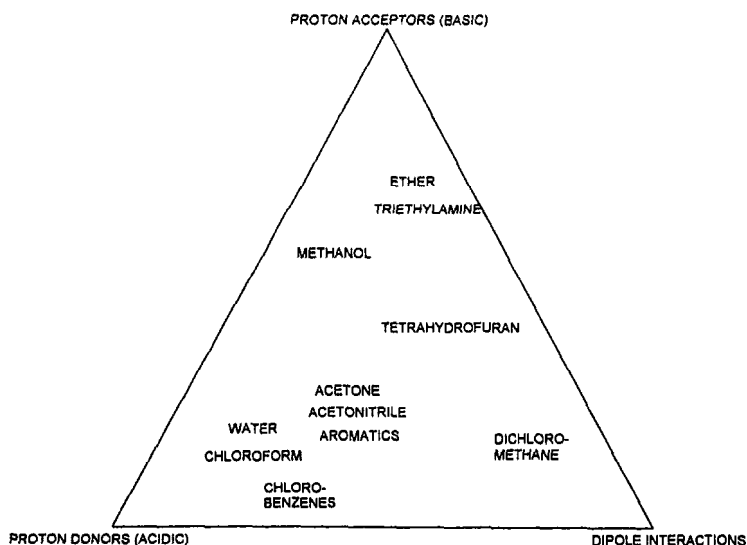 PROTON ACCEPTORS (BASIC)
ETHER
TRIETHYLAMINE
METHANOL
TETRAHYDROFURAN
ACETONE
ACETONITRILE
WATER
AROMATICS
DICHLORO-
METHANE
CHLOROFORM
CHLORO-
BENZENES
PROTON DONORS (ACIDIC)
DIPOLE INTERACTIONS